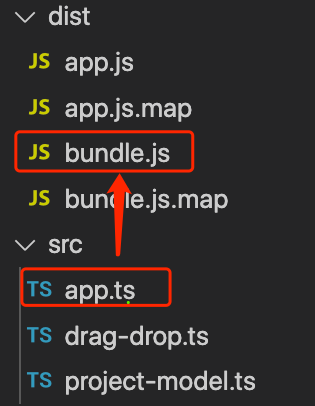 dist
JS app.js
JS app.js.map
JS bundle.js
JS bundle.js.map
src
TS app.ts
TS drag-drop.ts
TS project-model.ts